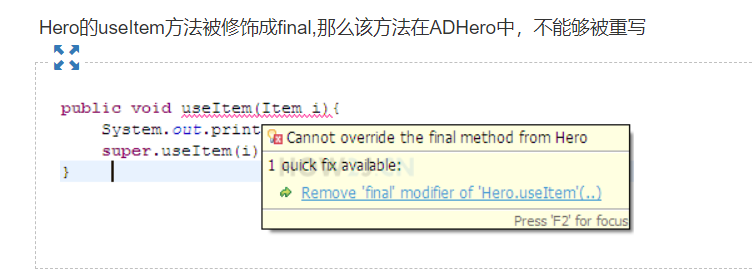 Hero的useItem方法被修饰成final,那么该方法在ADHero中，不能够被重写
public void useItem(Item i){
System.out.print
Cannot override the final method from Hero
super.useItem(i)
1 quick fix available:
}
Remove 'final' modifier of 'Hero.useItem'(..)
Press 'F2' for focus